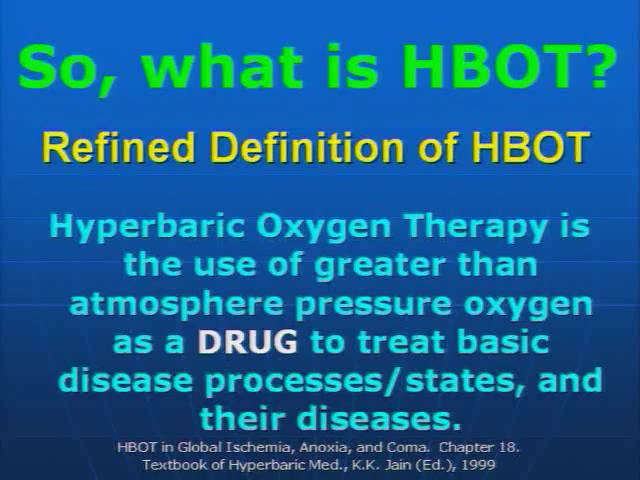 So, what is HBOT?
Refined Definition of HBOT
Hyperbaric Oxygen Therapy is
the use of greater than
atmosphere pressure oxygen
as a DRUG to treat basic
disease processes/states, and
their diseases.
HBOT in Global Ischemia, Anoxia, and Coma. Chapter 18.
Textbook of Hyperbaric Med., K.K. Jain (Ed.), 1999